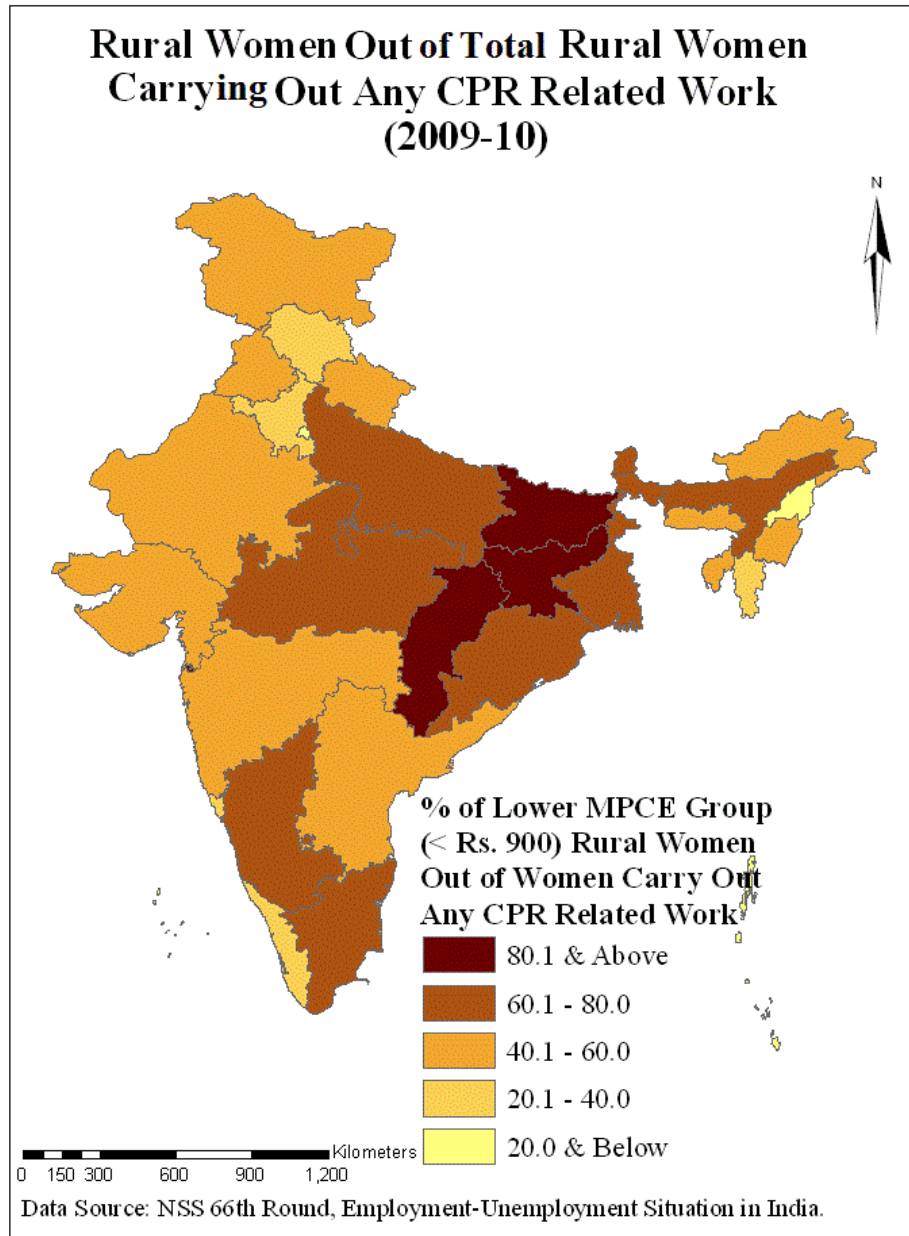 Rural Women Out of Total Rural Women
Carrying Out Any CPR Related Work
(2009-10)
N
% of Lower MPCE Group
(< Rs. 900) Rural Women
Out of Women Carry Out
Any CPR Related Work
80.1 & Above
60.1 - 80.0
40.1 - 60.0
20.1 - 40.0
20.0 & Below
Kilometers
0 150 300 600 900 1,200
Data Source: NSS 66th Round, Employment-Unemployment Situation in India.